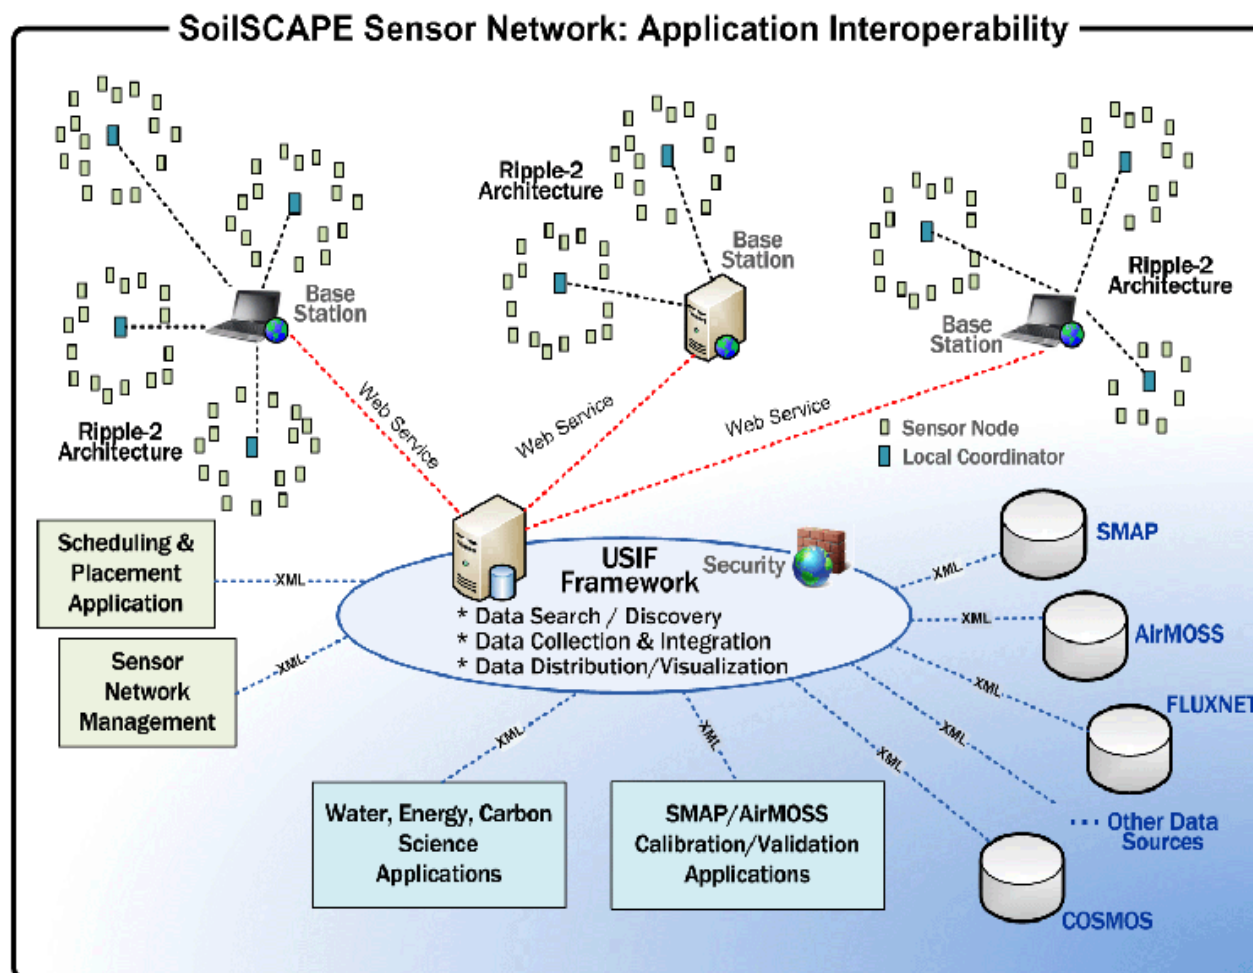 SoilSCAPE Sensor Network: Application Interoperability
Ripple-2
Architecture
Base
Station
Ripple-2
Architecture
Base
Station
Ripple-2
Architecture
Base
Station
Web Service
Web Service
Web Service
Sensor Node
Local Coordinator
Scheduling &
Placement
Application
XML
Sensor
Network
Management
XML
USIF
Framework
* Data Search / Discovery
* Data Collection & Integration
* Data Distribution/Visualization
Security
XML
SMAP
XML
AirMOSS
XML
FLUXNET
XML
Other Data
Sources
XML
COSMOS
XML
Water, Energy, Carbon
Science
Applications
XML
SMAP/AirMOSS
Calibration/Validation
Applications